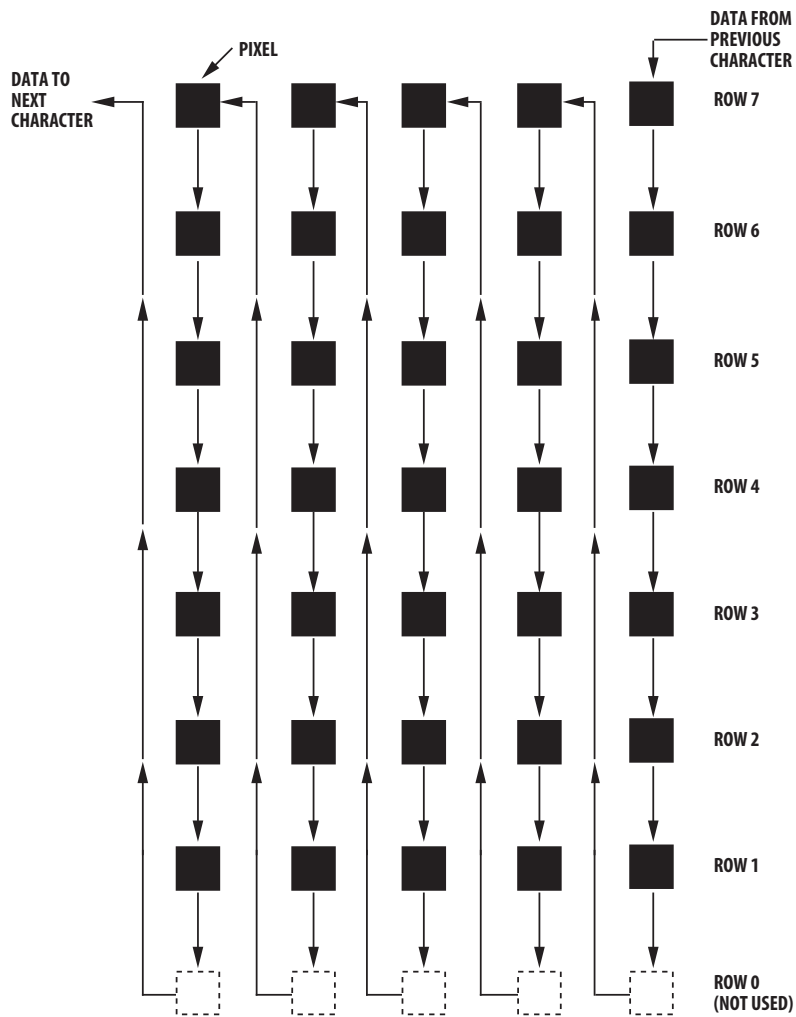 DATA FROM
PREVIOUS
CHARACTER
PIXEL
DATA TO
NEXT
CHARACTER
ROW 7
ROW 6
ROW 5
ROW 4
ROW 3
ROW 2
ROW 1
ROW 0
(NOT USED)